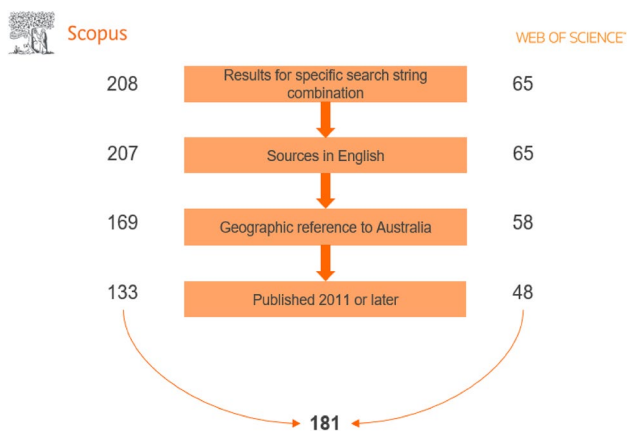 Scopus
WEB OF SCIENCE™
208
Results for specific search string
combination
65
207
Sources in English
65
169
Geographic reference to Australia
58
133
Published 2011 or later
48
181